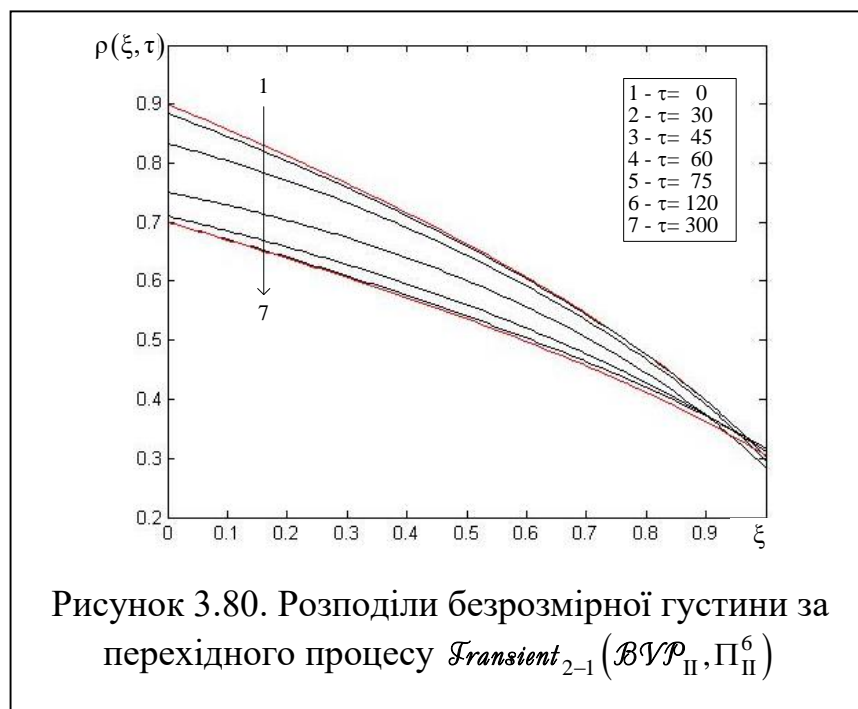 ρ(ξ,τ)
0.9
0.8
0.7
0.6
0.5
0.4
0.3
0.2
1
7
1 - τ= 0
2 - τ= 30
3 - τ= 45
4 - τ= 60
5 - τ= 75
6 - τ= 120
7 - τ= 300
0 0.1 0.2 0.3 0.4 0.5 0.6 0.7 0.8 0.9 ξ
Рисунок 3.80. Розподіли безрозмірної густини за
перехідного процесу 𝒯ransient₂₋₁(ℬ𝒱𝒫_II, Π_II^6)